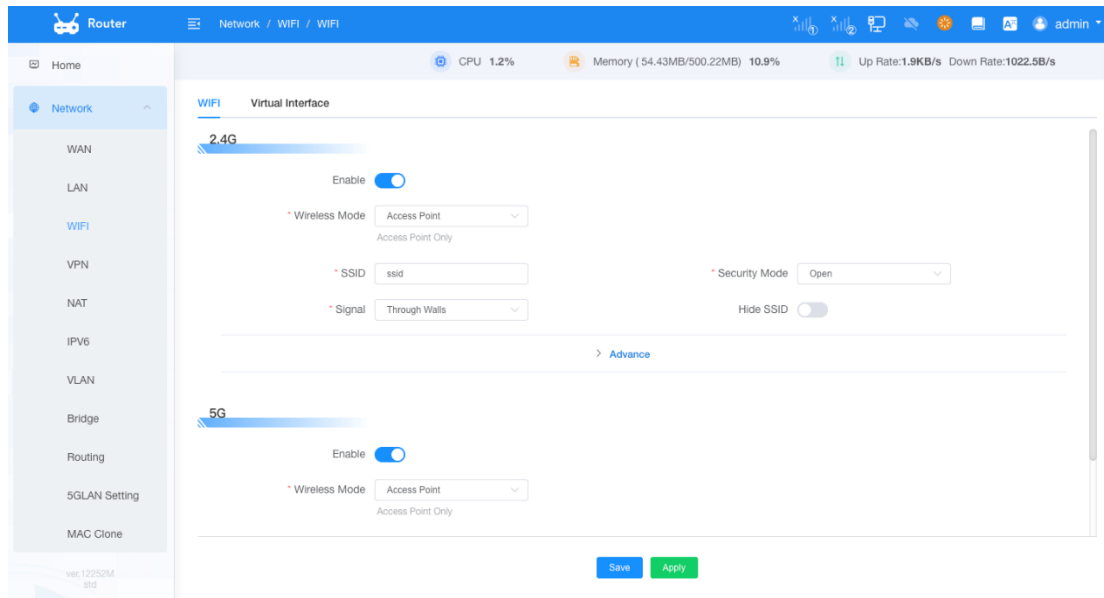 Router
Network / WIFI / WIFI
admin
Home
CPU 1.2%
Memory ( 54.43MB/500.22MB) 10.9%
Up Rate:1.9KB/s Down Rate:1022.5B/s
Network
WIFI Virtual Interface
WAN
LAN
WIFI
VPN
NAT
IPV6
VLAN
Bridge
Routing
5GLAN Setting
MAC Clone
ver.12252M
std
2.4G
Enable
* Wireless Mode Access Point
Access Point Only
* SSID ssid
* Security Mode Open
* Signal Through Walls
Hide SSID
> Advance
5G
Enable
* Wireless Mode Access Point
Access Point Only
Save Apply